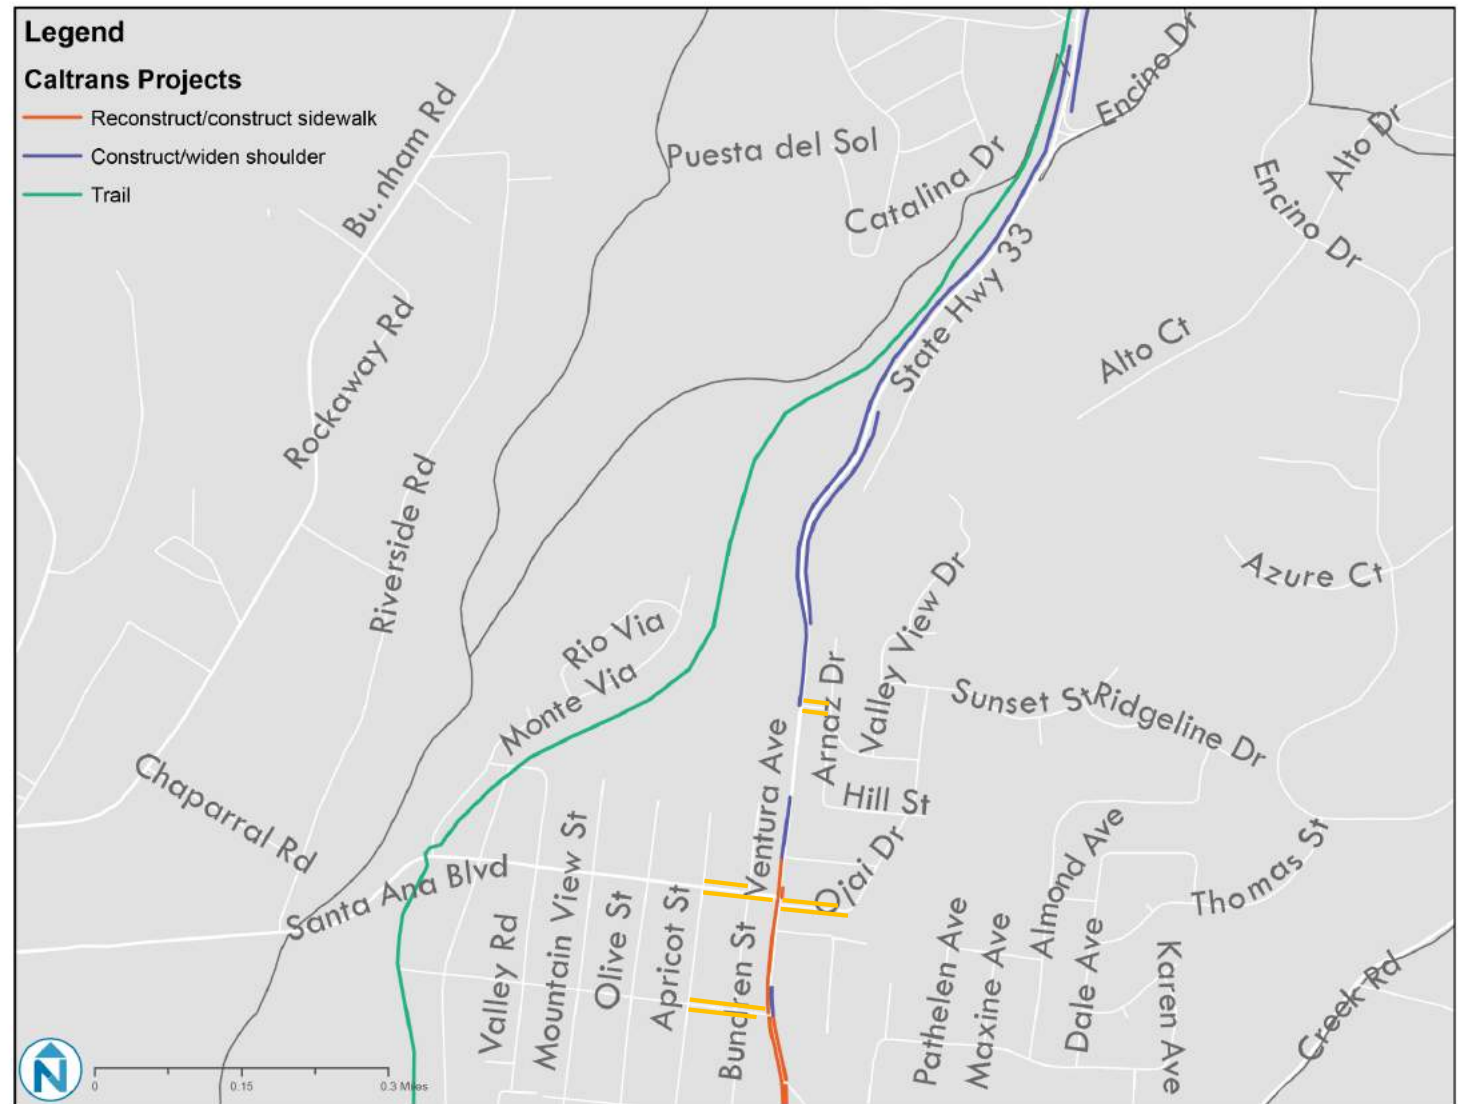 Legend
Caltrans Projects
Reconstruct/construct sidewalk
Construct/widen shoulder
Trail
Bu.nham Rd
Puesta del Sol
Catalina Dr
Encino Dr
Alto Dr
Encino Dr
State Hwy 33
Rockaway Rd
Alto Ct
Riverside Rd
Azure Ct
Rio Via
Monte Via
Valley View Dr
Arnaz Dr
Sunset St
Ridgeline Dr
Ventura Ave
Hill St
Chaparral Rd
Ojai Dr
Almond Ave
Thomas St
Santa Ana Blvd
Valley Rd
Mountain View St
Olive St
Apricot St
Bundren St
Pathelen Ave
Maxine Ave
Dale Ave
Karen Ave
Creek Rd
N
0 0.15 0.3 Miles